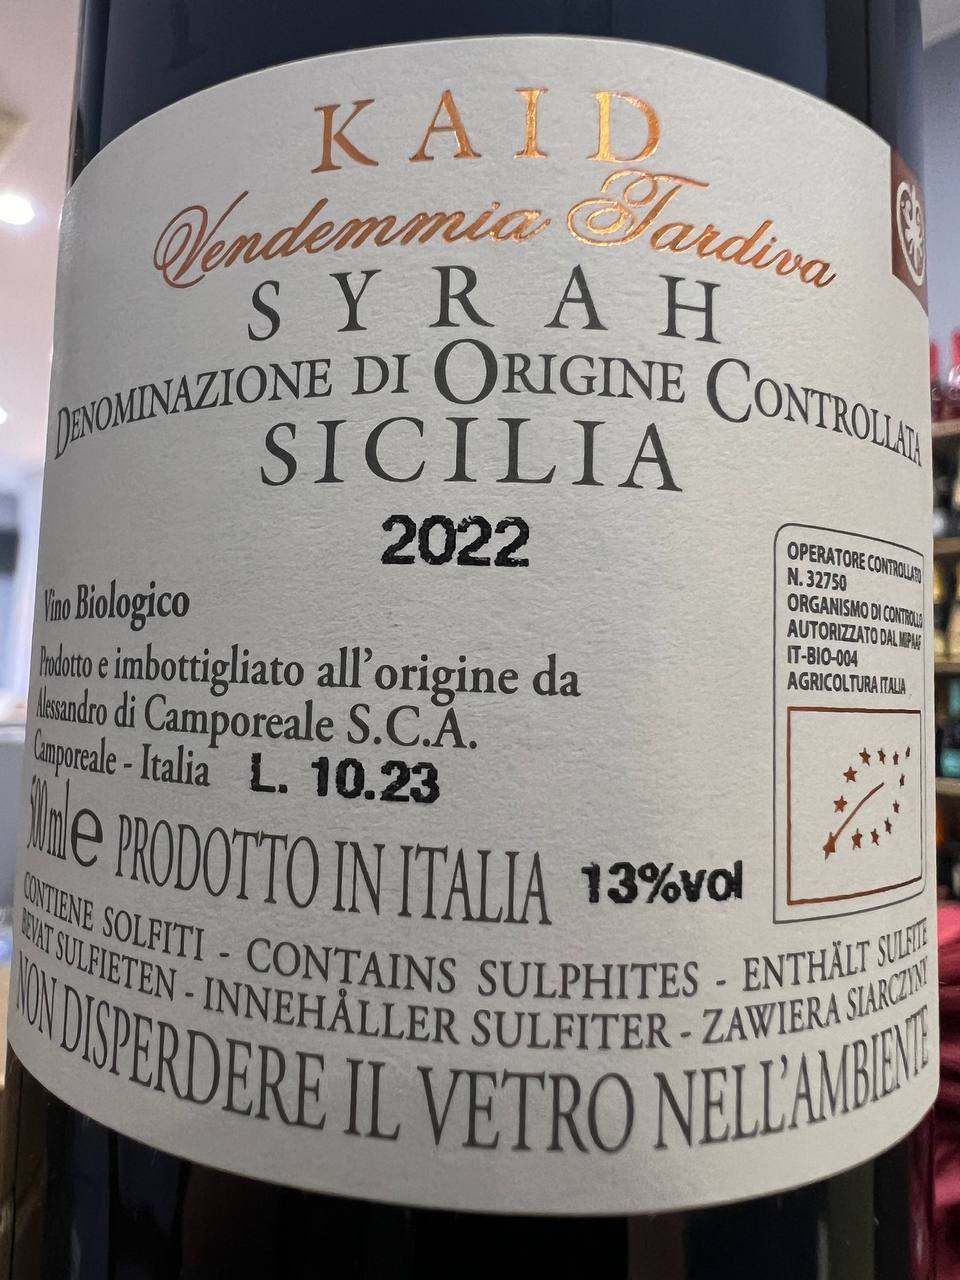 KAID
Vendemmia Tardiva
SYRAH
DENOMINAZIONE DI ORIGINE CONTROLLATA
SICILIA
2022
Vino Biologico
Prodotto e imbottigliato all'origine da
Alessandro di Camporeale S.C.A.
Camporeale - Italia L. 10.23
500ml e PRODOTTO IN ITALIA 13%vol
OPERATORE CONTROLLATO
N. 32750
ORGANISMO DI CONTROLLO
AUTORIZZATO DAL MIPAAF
IT-BIO-004
AGRICOLTURA ITALIA
CONTIENE SOLFITI - CONTAINS SULPHITES - ENTHÄLT SULFITE
BEVAT SULFIETEN - INNEHÅLLER SULFITER - ZAWIERA SIARCZYNY
NON DISPERDERE IL VETRO NELL'AMBIENTE